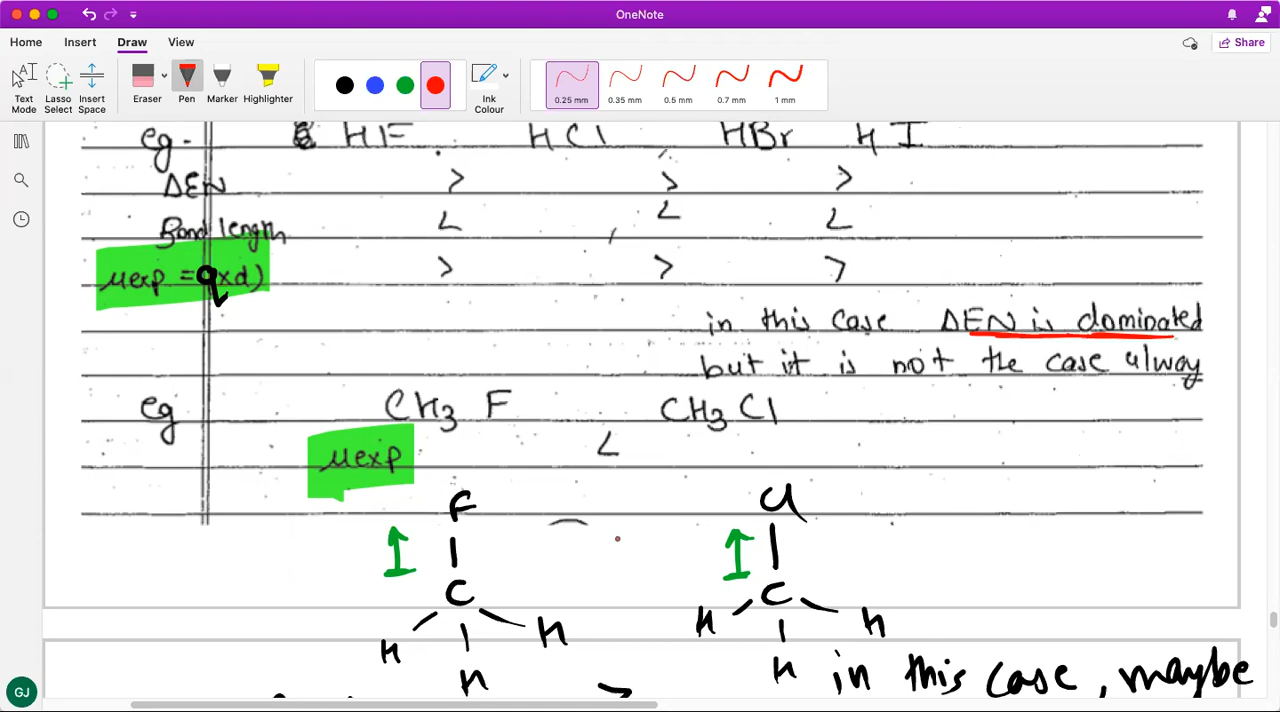 OneNote
Home Insert Draw View
Share
Text Mode Lasso Select Insert Space Eraser Pen Marker Highlighter
Ink Colour
0.25 mm 0.35 mm 0.5 mm 0.7 mm 1 mm
eg. HF HCl HBr HI
ΔEN > > >
Bond length < < <
μexp = q×d) > > >
in this case ΔEN is dominated
but it is not the case alway
eg CH3 F CH3 Cl
μexp <
F Cl
C C
H H H H
H H
in this case, maybe
>
GJ